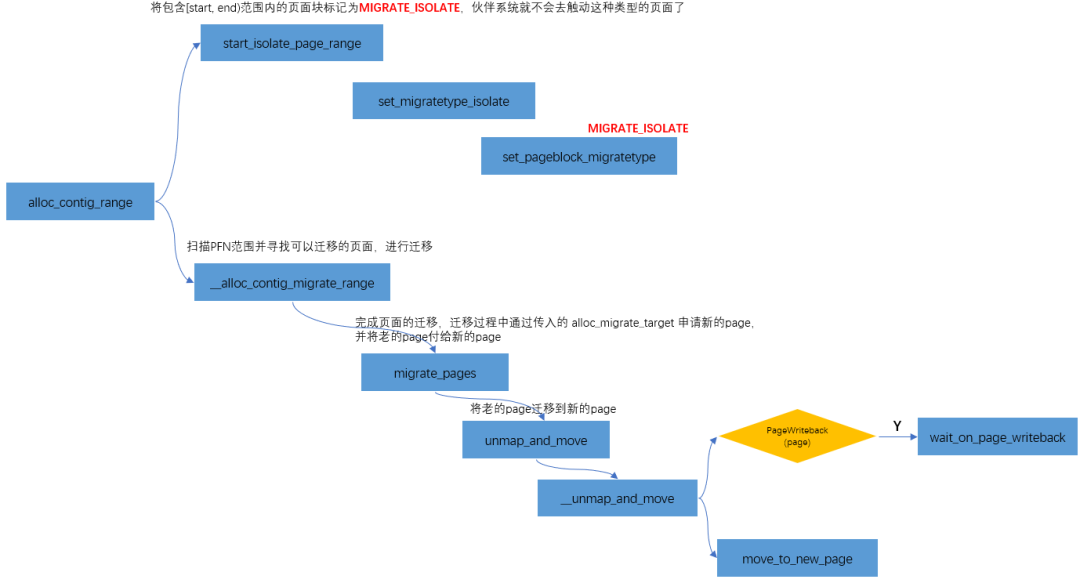 将包含[start, end)范围内的页面块标记为MIGRATE_ISOLATE，伙伴系统就不会去触动这种类型的页面了
start_isolate_page_range
set_migratetype_isolate
MIGRATE_ISOLATE
set_pageblock_migratetype
alloc_contig_range
扫描PFN范围并寻找可以迁移的页面，进行迁移
__alloc_contig_migrate_range
完成页面的迁移，迁移过程中通过传入的 alloc_migrate_target 申请新的page，
并将老的page付给新的page
migrate_pages
将老的page迁移到新的page
unmap_and_move
__unmap_and_move
PageWriteback
(page)
Y
wait_on_page_writeback
move_to_new_page